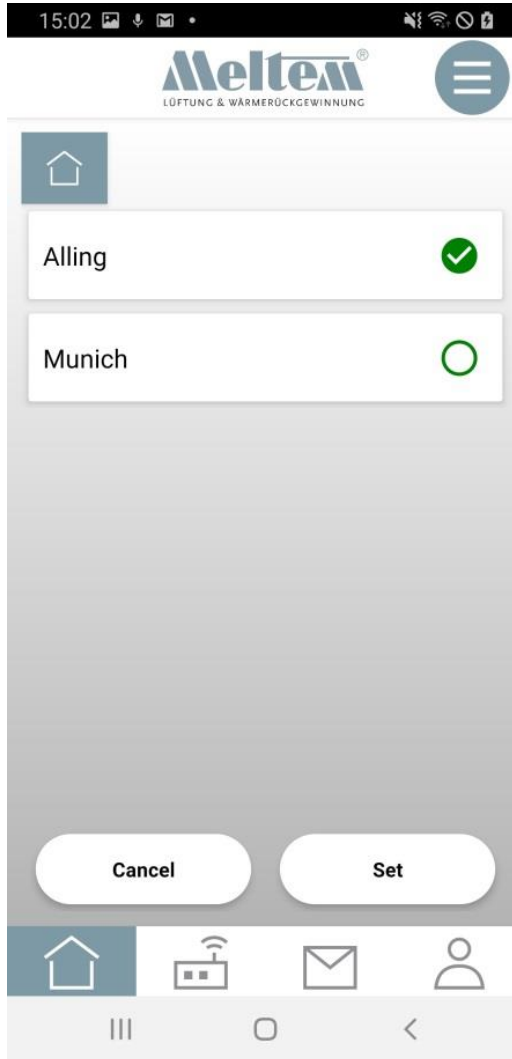 15:02
Meltem®
LÜFTUNG & WÄRMERÜCKGEWINNUNG
Alling
Munich
Cancel
Set